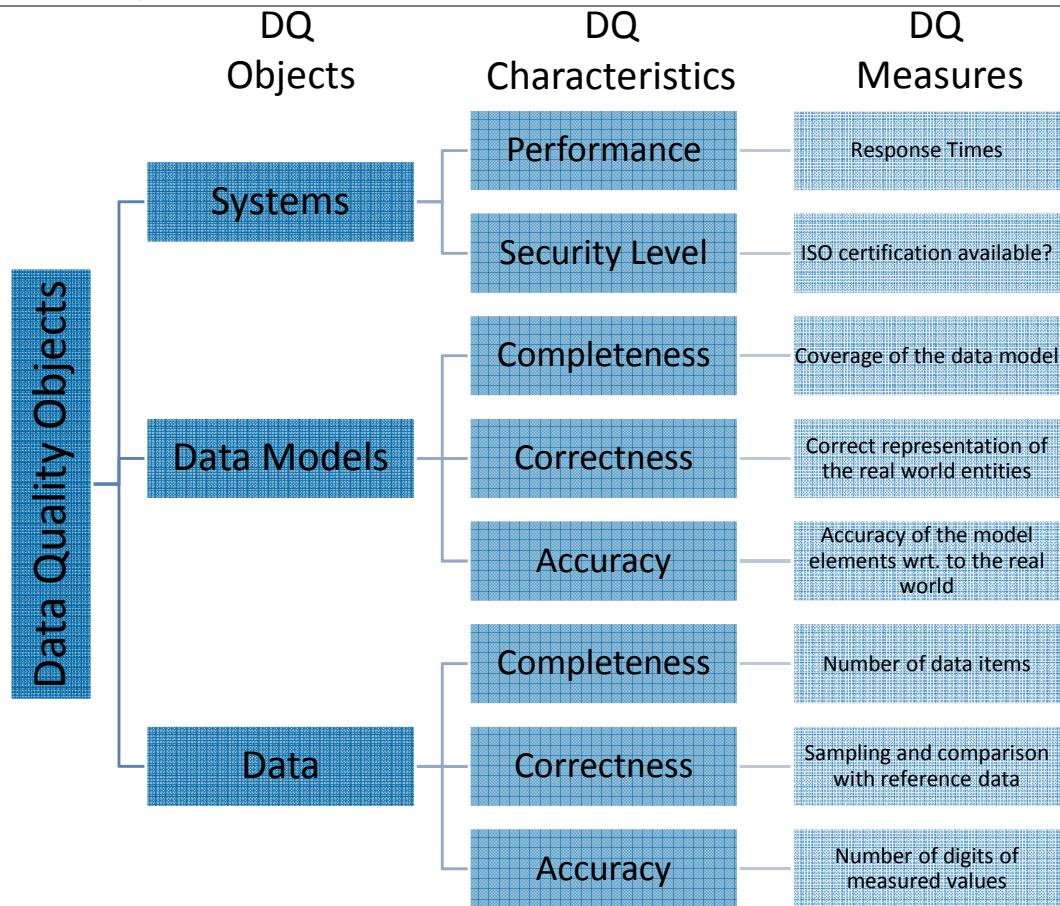 DQ
Objects
DQ
Characteristics
DQ
Measures
Data Quality Objects
Systems
Performance
Response Times
Security Level
ISO certification available?
Data Models
Completeness
Coverage of the data model
Correctness
Correct representation of
the real world entities
Accuracy
Accuracy of the model
elements wrt. to the real
world
Data
Completeness
Number of data items
Correctness
Sampling and comparison
with reference data
Accuracy
Number of digits of
measured values